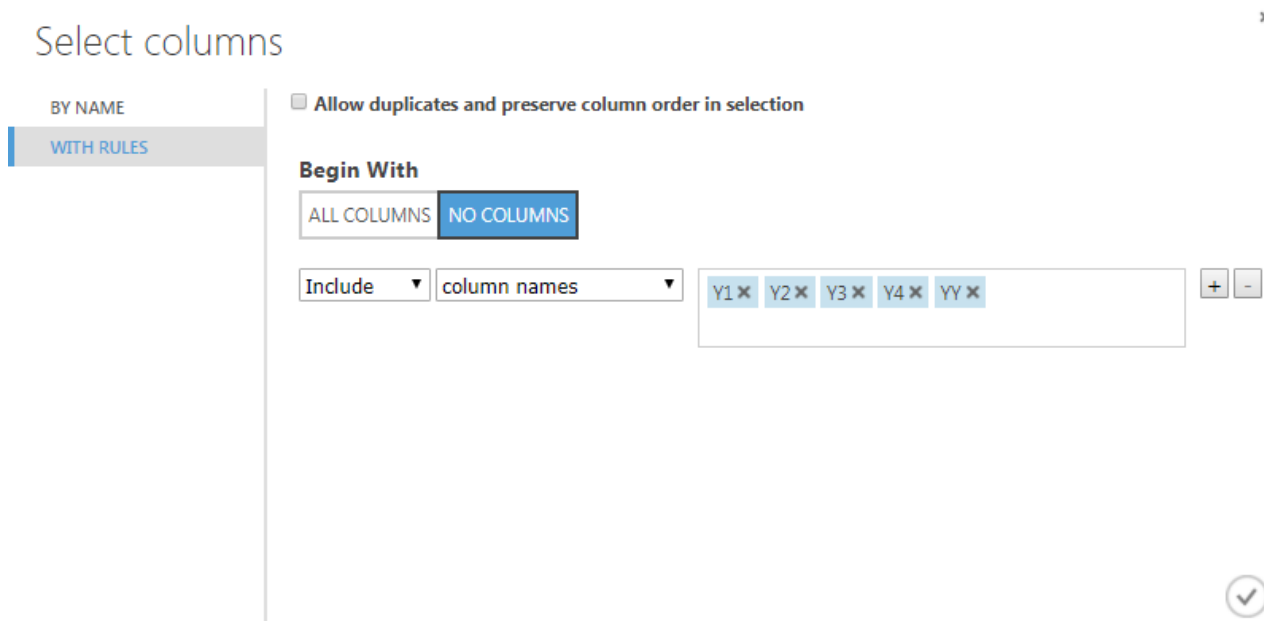 Select columns
BY NAME
WITH RULES
Allow duplicates and preserve column order in selection
Begin With
ALL COLUMNS NO COLUMNS
Include column names Y1 Y2 Y3 Y4 YY + -